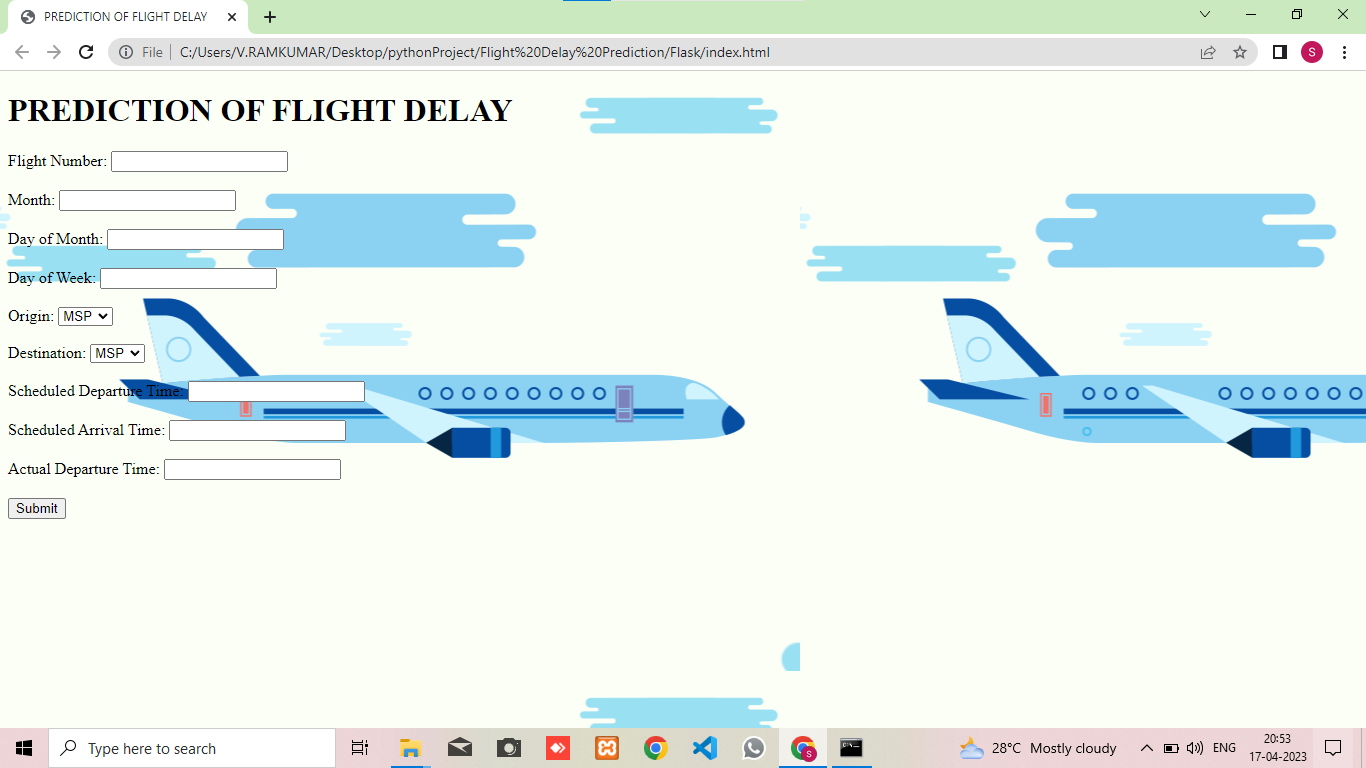 PREDICTION OF FLIGHT DELAY
File
C:/Users/V.RAMKUMAR/Desktop/pythonProject/Flight%20Delay%20Prediction/Flask/index.html
S
PREDICTION OF FLIGHT DELAY
Flight Number:
Month:
Day of Month:
Day of Week:
Origin: MSP
Destination: MSP
Scheduled Departure Time:
Scheduled Arrival Time:
Actual Departure Time:
Submit
Type here to search
S
28°C Mostly cloudy
ENG
20:53
17-04-2023